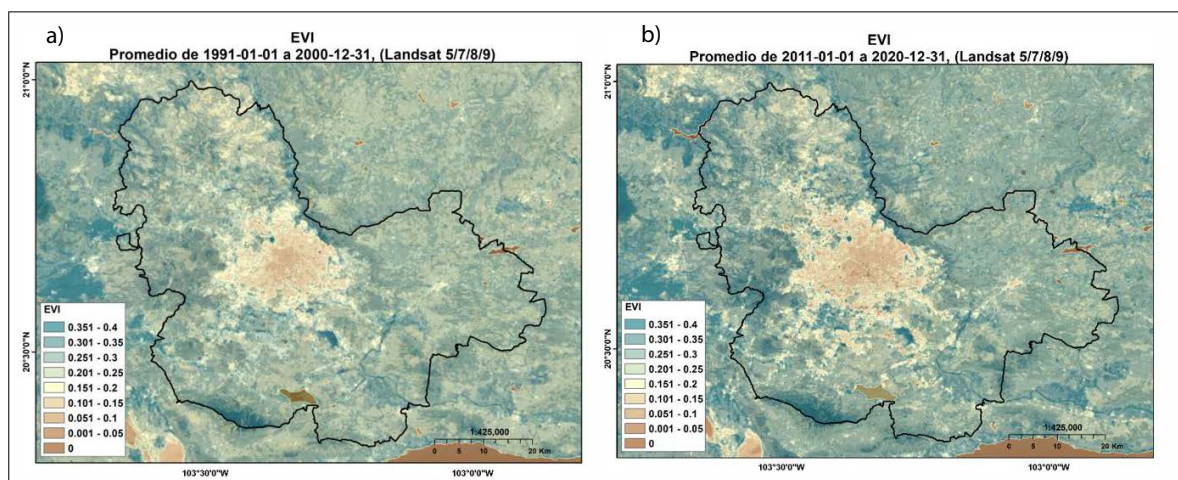 a)
EVI
Promedio de 1991-01-01 a 2000-12-31, (Landsat 5/7/8/9)
21°0'0"N
20°30'0"N
EVI
0.351 - 0.4
0.301 - 0.35
0.251 - 0.3
0.201 - 0.25
0.151 - 0.2
0.101 - 0.15
0.051 - 0.1
0.001 - 0.05
0
1:425,000
0 5 10 20 Km
103°30'0"W 103°0'0"W
b)
EVI
Promedio de 2011-01-01 a 2020-12-31, (Landsat 5/7/8/9)
21°0'0"N
20°30'0"N
EVI
0.351 - 0.4
0.301 - 0.35
0.251 - 0.3
0.201 - 0.25
0.151 - 0.2
0.101 - 0.15
0.051 - 0.1
0.001 - 0.05
0
1:425,000
0 5 10 20 Km
103°30'0"W 103°0'0"W